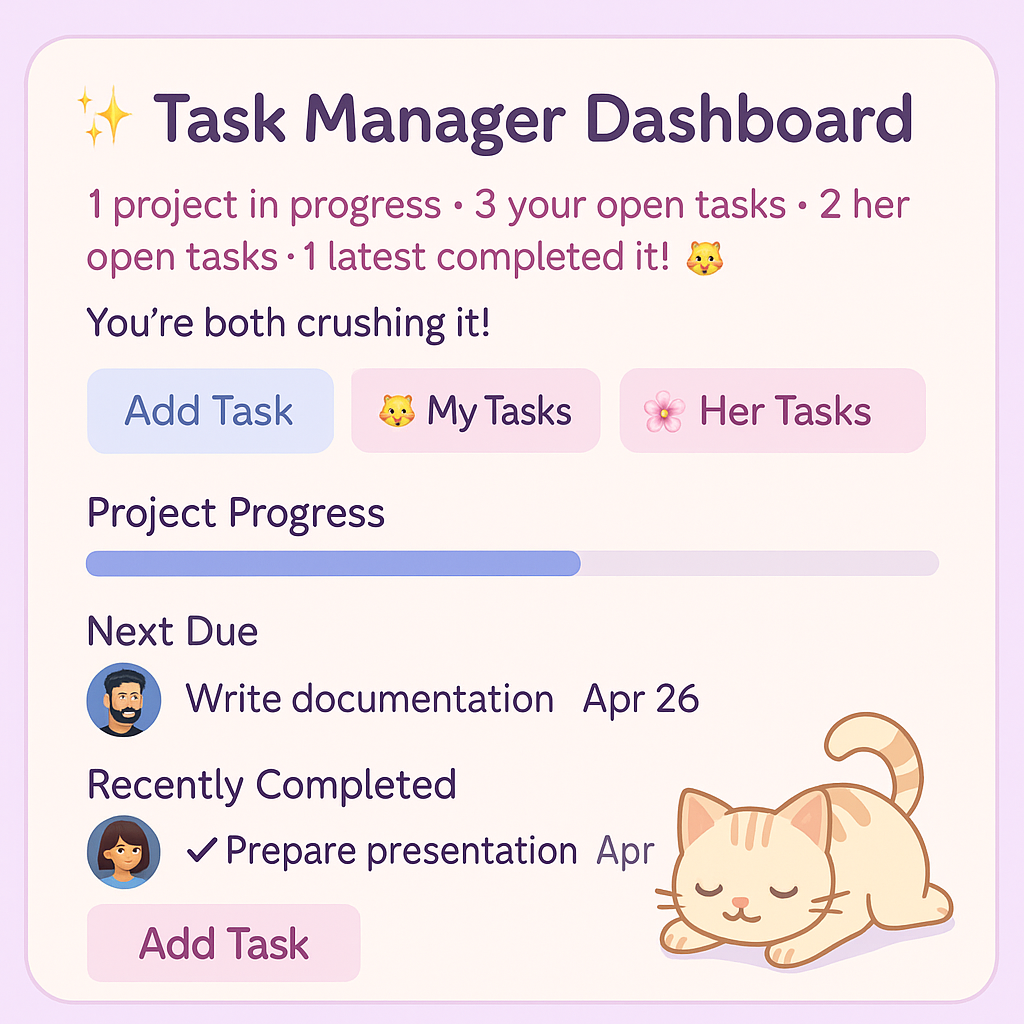 ✨ Task Manager Dashboard
1 project in progress • 3 your open tasks • 2 her
open tasks • 1 latest completed it! 🐱
You're both crushing it!
Add Task
🐱 My Tasks
🌸 Her Tasks
Project Progress
Next Due
Write documentation Apr 26
Recently Completed
✓ Prepare presentation Apr
Add Task